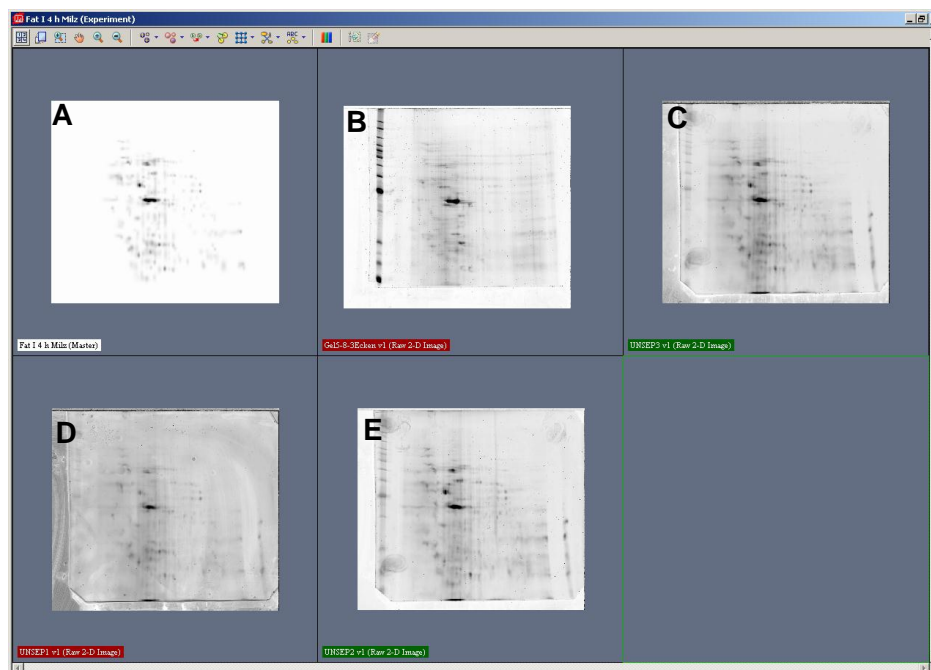 Fat I 4 h Milz (Experiment)
ABC
A
B
C
Fat I 4 h Milz (Master)
Gel5-8-3Ecken v1 (Raw 2-D Image)
UNSEP3 v1 (Raw 2-D Image)
D
E
UNSEP1 v1 (Raw 2-D Image)
UNSEP2 v1 (Raw 2-D Image)